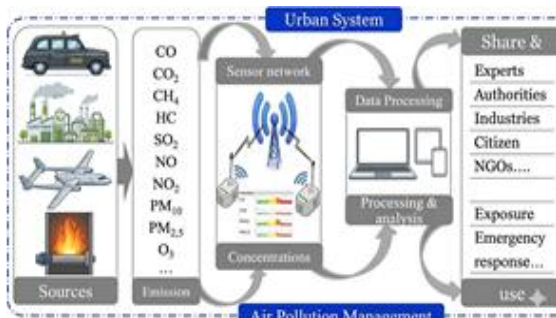 Urban System
Share &
CO
CO₂
CH₄
HC
SO₂
NO
NO₂
PM₁₀
PM₂,₅
O₃
...
Emission
Sources
Sensor network
Concentrations
Data Processing
Processing &
analysis
Experts
Authorities
Industries
Citizen
NGOs....
Exposure
Emergency
response...
use
Air Pollution Management